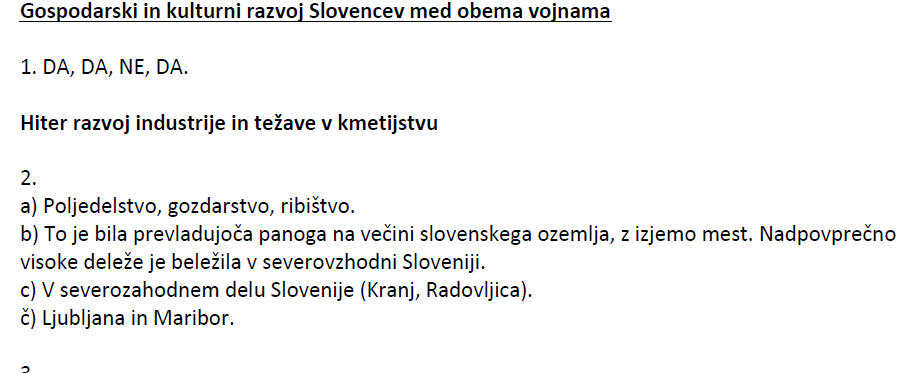 Gospodarski in kulturni razvoj Slovencev med obema vojnama
1. DA, DA, NE, DA.
Hiter razvoj industrije in težave v kmetijstvu
2.
a) Poljedelstvo, gozdarstvo, ribištvo.
b) To je bila prevladujoča panoga na večini slovenskega ozemlja, z izjemo mest. Nadpovprečno
visoke deleže je beležila v severovzhodni Sloveniji.
c) V severozahodnem delu Slovenije (Kranj, Radovljica).
č) Ljubljana in Maribor.